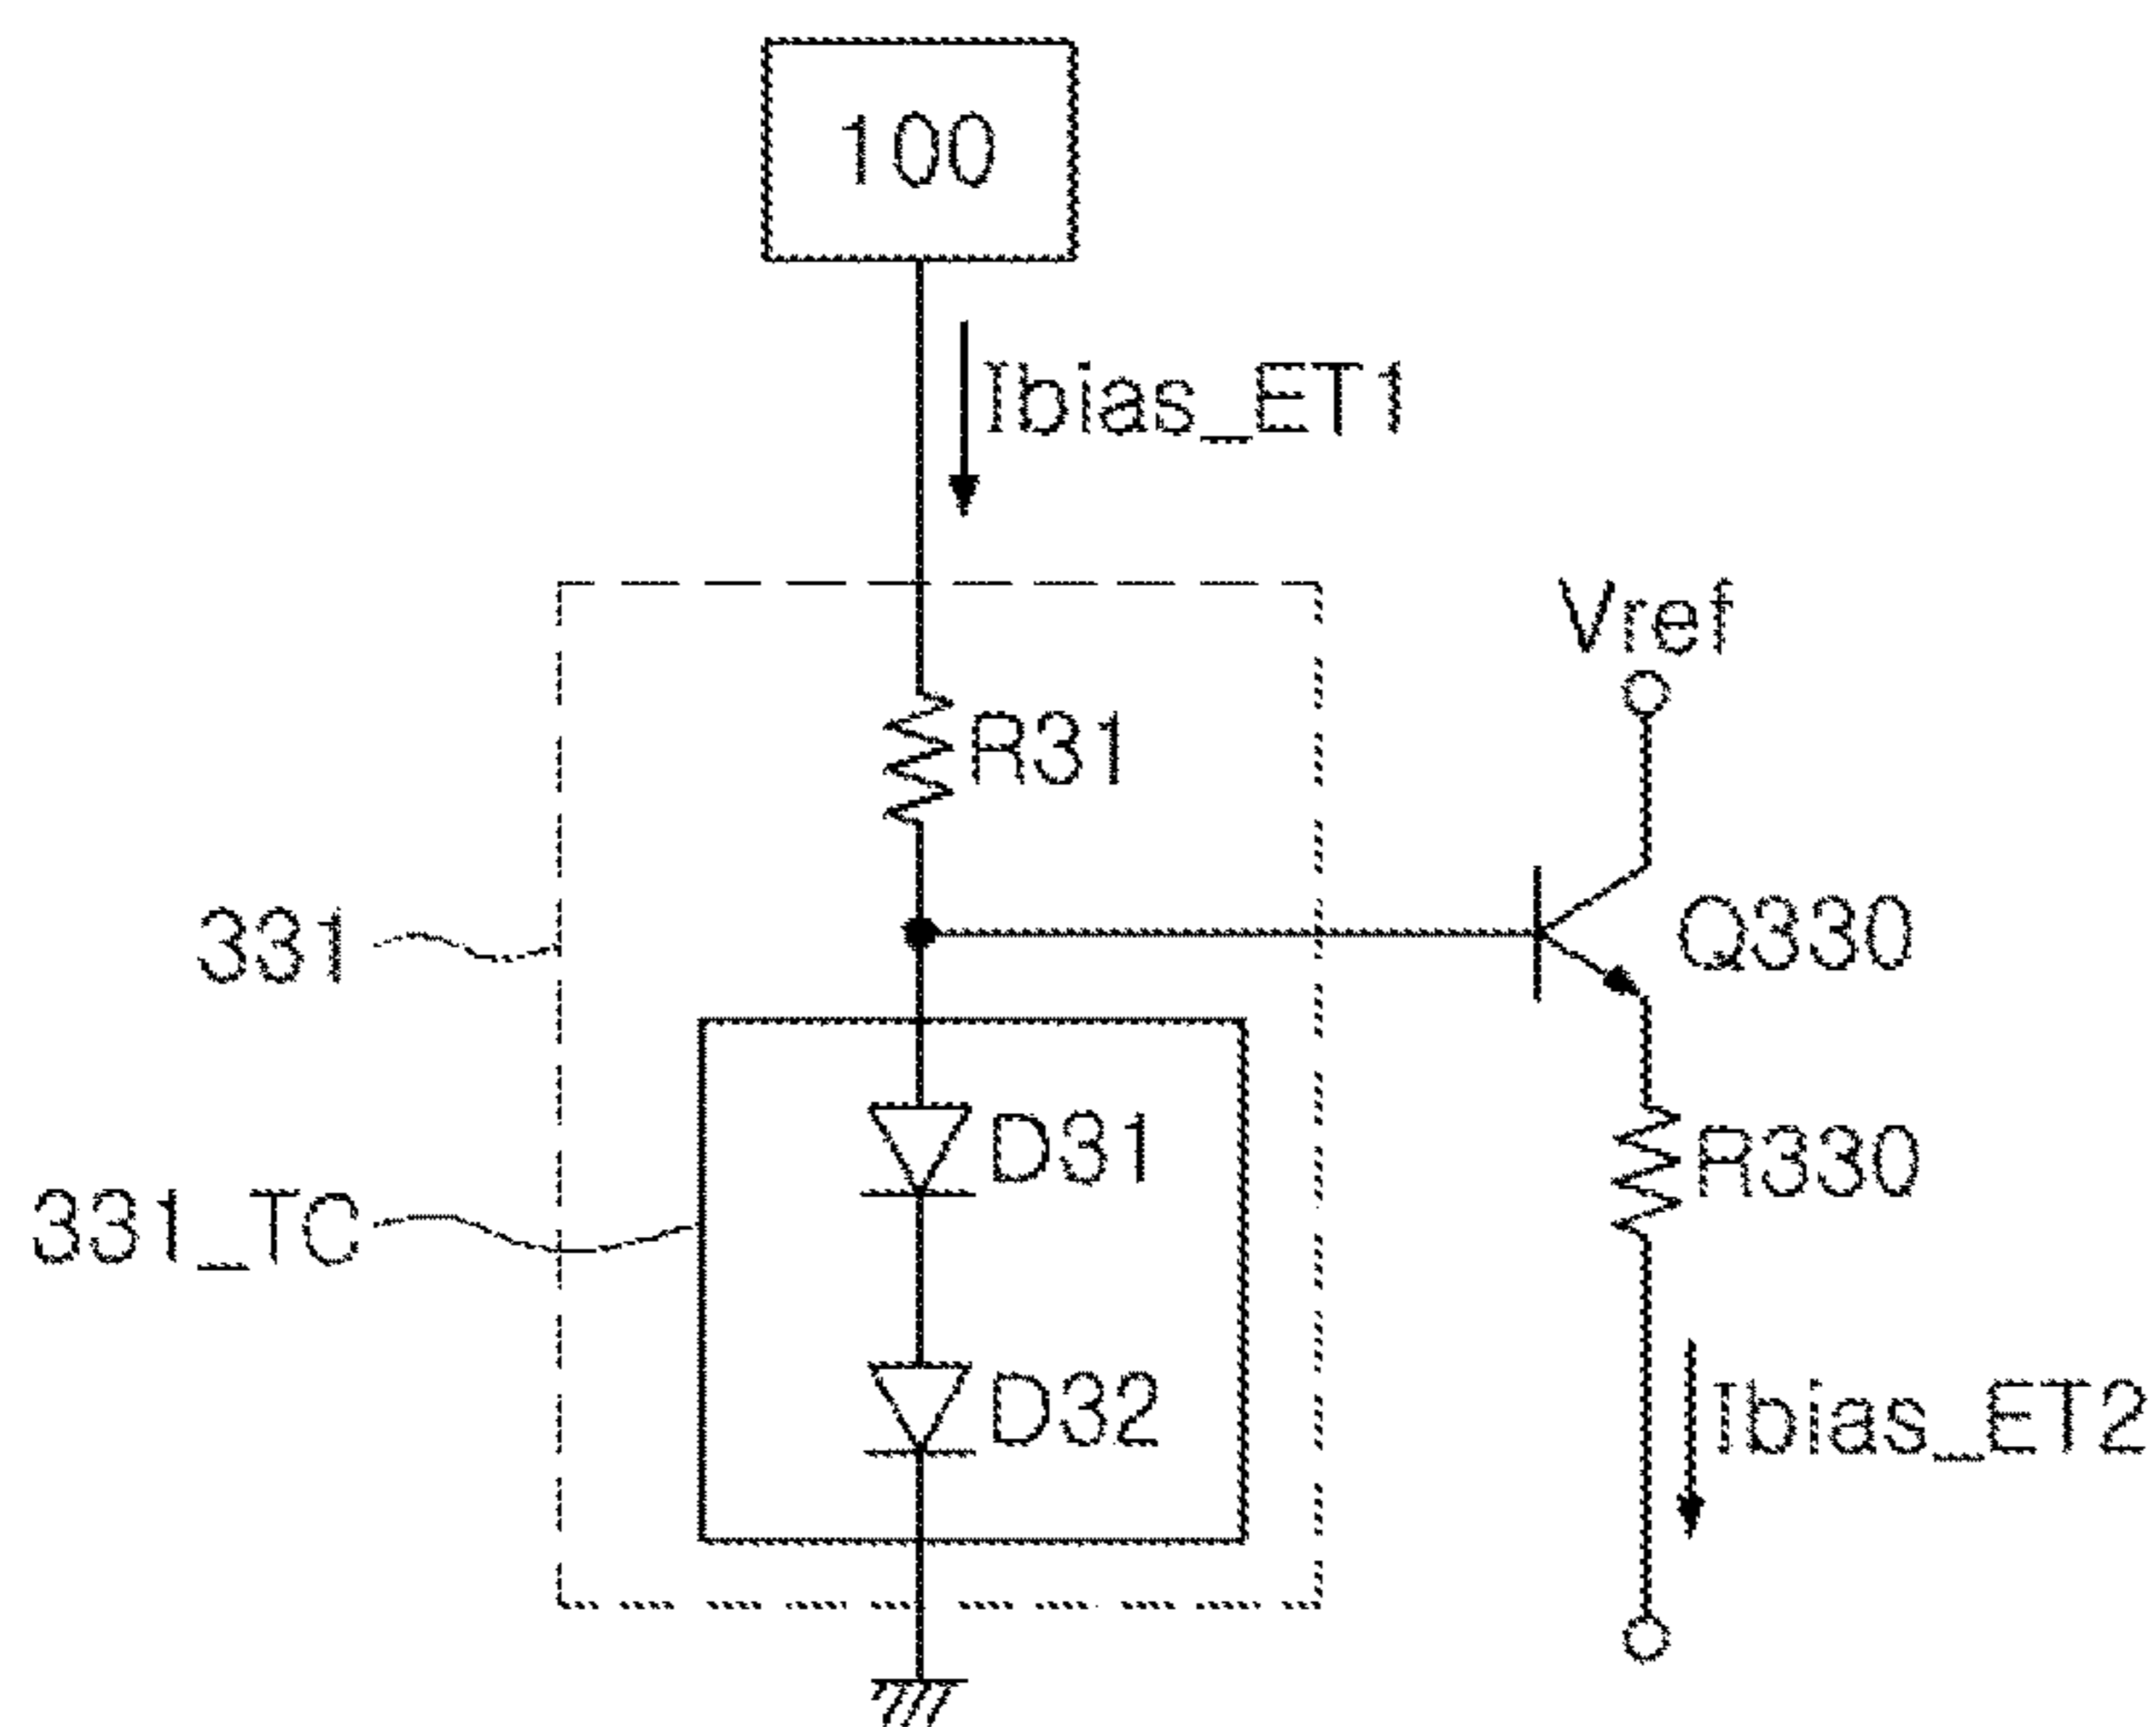 100
Ibias_ET1
Vref
R31
331
Q330
D31
R330
331_TC
D32
Ibias_ET2